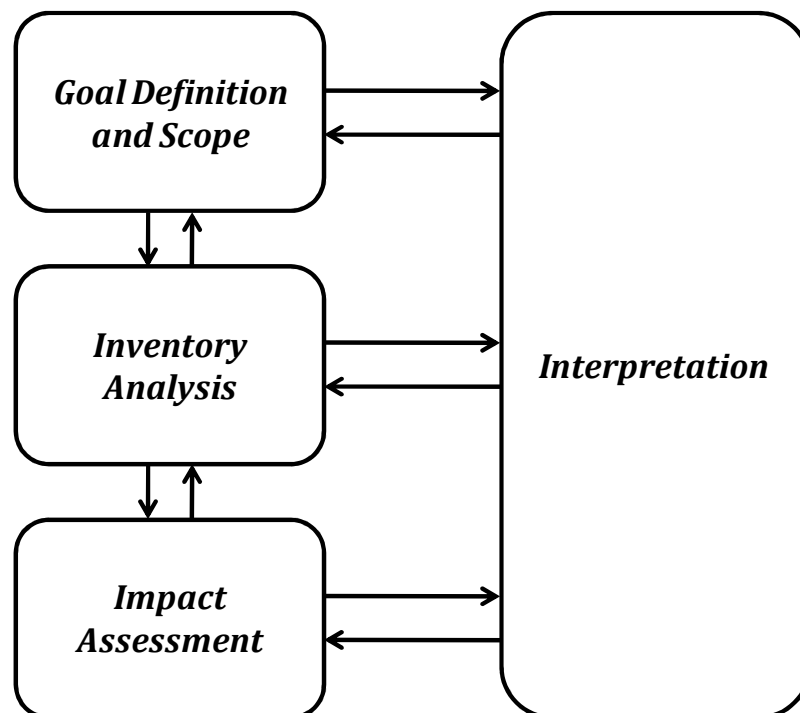 Goal Definition
and Scope
Inventory
Analysis
Interpretation
Impact
Assessment